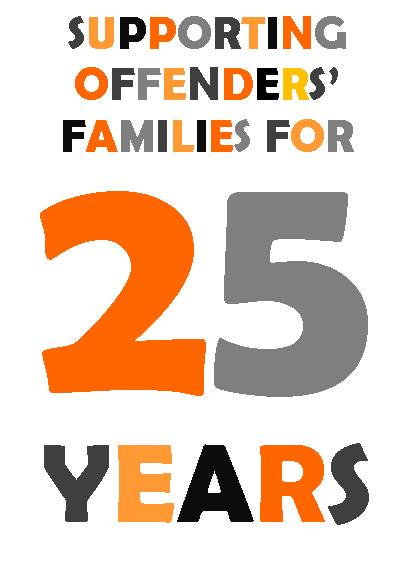 SUPPORTING
OFFENDERS’
FAMILIES FOR
25
YEARS